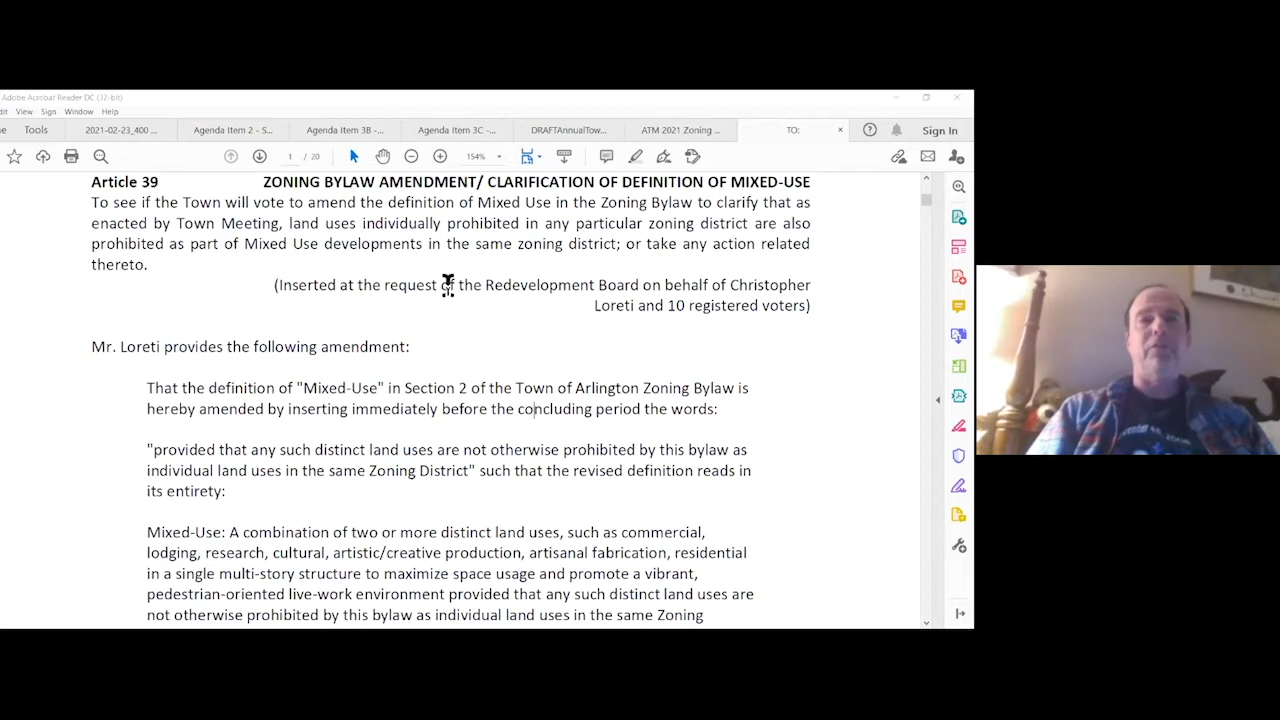 Adobe Acrobat Reader DC (32-bit)
dit View Sign Window Help
ne Tools 2021-02-23_400 ... Agenda Item 2 - S... Agenda Item 3B -... Agenda Item 3C -... DRAFTAnnualTow... ATM 2021 Zoning ... TO: × Sign In
1 / 20 154%
Article 39 ZONING BYLAW AMENDMENT/ CLARIFICATION OF DEFINITION OF MIXED-USE
To see if the Town will vote to amend the definition of Mixed Use in the Zoning Bylaw to clarify that as
enacted by Town Meeting, land uses individually prohibited in any particular zoning district are also
prohibited as part of Mixed Use developments in the same zoning district; or take any action related
thereto.
(Inserted at the request of the Redevelopment Board on behalf of Christopher
Loreti and 10 registered voters)
Mr. Loreti provides the following amendment:
That the definition of "Mixed-Use" in Section 2 of the Town of Arlington Zoning Bylaw is
hereby amended by inserting immediately before the concluding period the words:
"provided that any such distinct land uses are not otherwise prohibited by this bylaw as
individual land uses in the same Zoning District" such that the revised definition reads in
its entirety:
Mixed-Use: A combination of two or more distinct land uses, such as commercial,
lodging, research, cultural, artistic/creative production, artisanal fabrication, residential
in a single multi-story structure to maximize space usage and promote a vibrant,
pedestrian-oriented live-work environment provided that any such distinct land uses are
not otherwise prohibited by this bylaw as individual land uses in the same Zoning